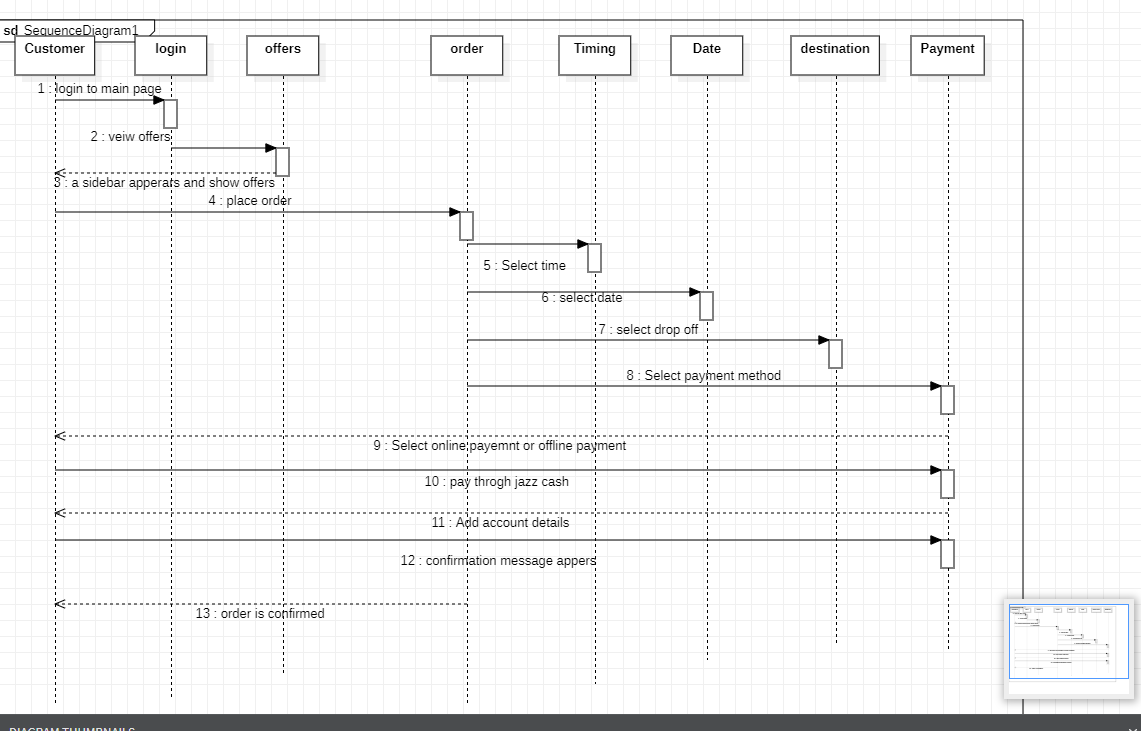 sd SequenceDiagram1
Customer login offers order Timing Date destination Payment
1 : login to main page
2 : veiw offers
3 : a sidebar apperars and show offers
4 : place order
5 : Select time
6 : select date
7 : select drop off
8 : Select payment method
9 : Select online payemnt or offline payment
10 : pay throgh jazz cash
11 : Add account details
12 : confirmation message appers
13 : order is confirmed
DIAGRAM THUMBNAILS